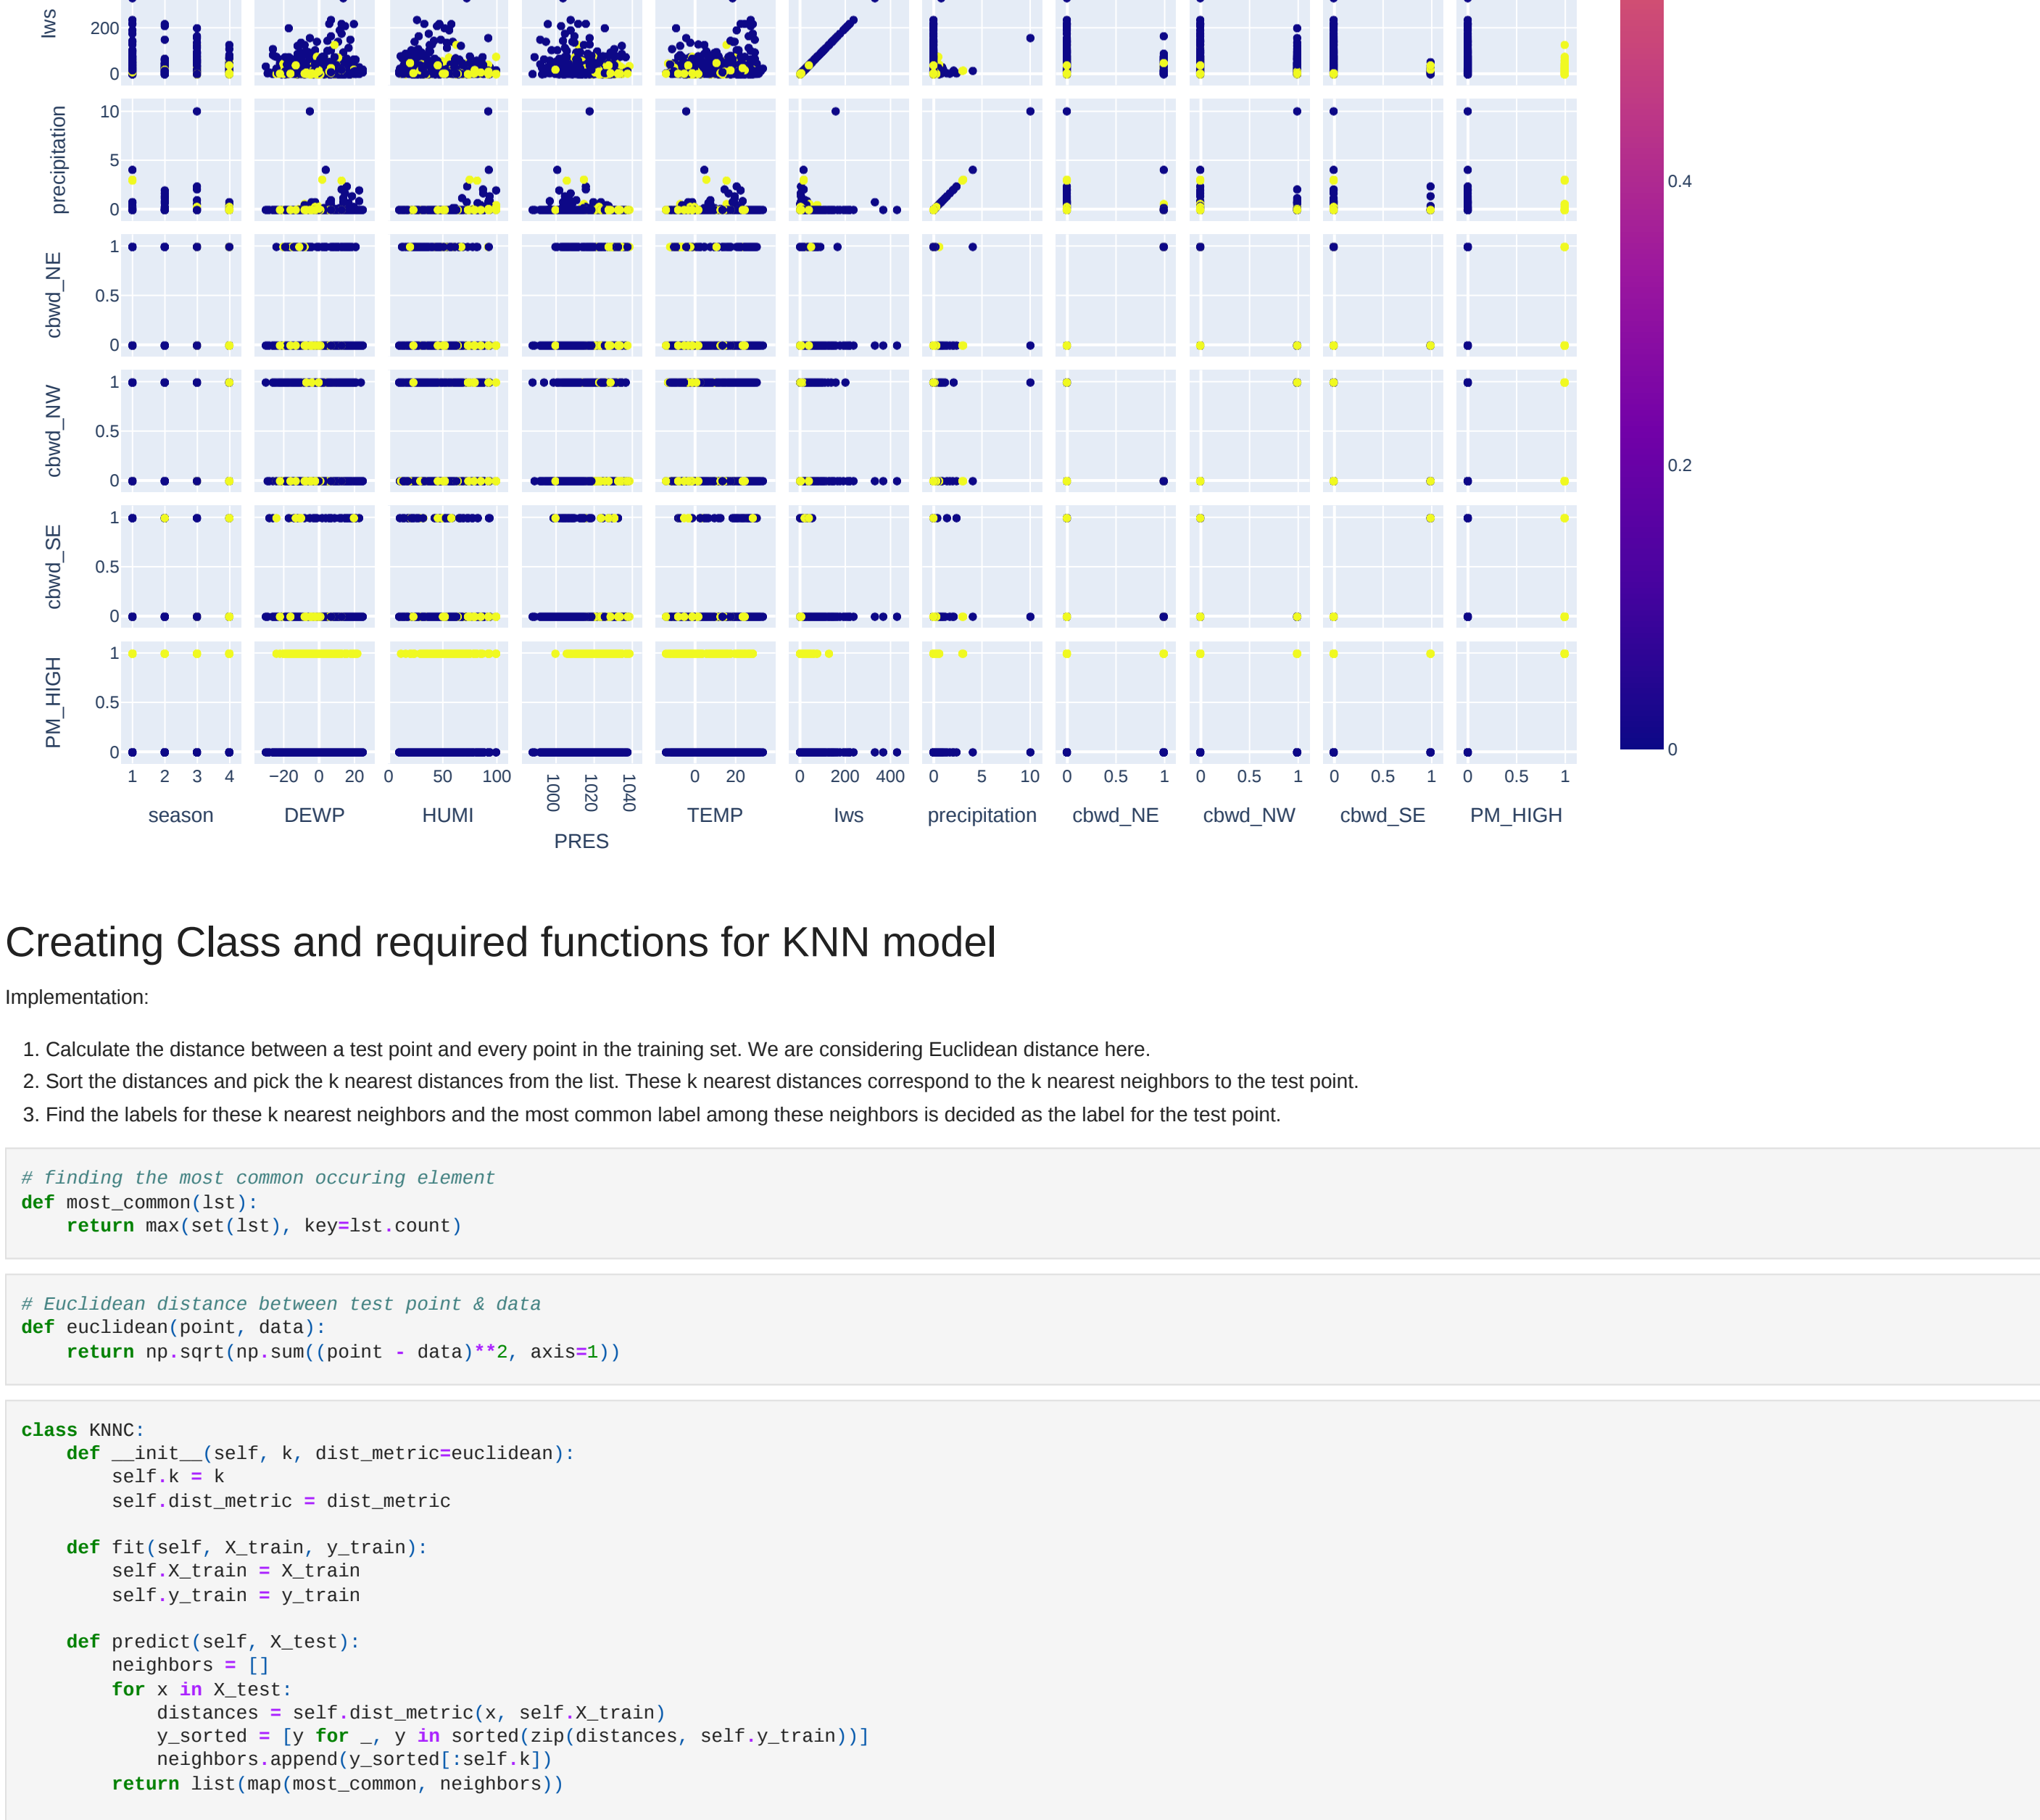 Iws
200
0
precipitation
10
5
0
cbwd_NE
1
0.5
0
cbwd_NW
1
0.5
0
cbwd_SE
1
0.5
0
PM_HIGH
1
0.5
0
1 2 3 4 −20 0 20 0 50 100 1000 1020 1040 0 20 0 200 400 0 5 10 0 0.5 1 0 0.5 1 0 0.5 1 0 0.5 1
season DEWP HUMI PRES TEMP Iws precipitation cbwd_NE cbwd_NW cbwd_SE PM_HIGH
0.4
0.2
0
Creating Class and required functions for KNN model
Implementation:
1. Calculate the distance between a test point and every point in the training set. We are considering Euclidean distance here.
2. Sort the distances and pick the k nearest distances from the list. These k nearest distances correspond to the k nearest neighbors to the test point.
3. Find the labels for these k nearest neighbors and the most common label among these neighbors is decided as the label for the test point.
# finding the most common occuring element
def most_common(lst):
    return max(set(lst), key=lst.count)
# Euclidean distance between test point & data
def euclidean(point, data):
    return np.sqrt(np.sum((point - data)**2, axis=1))
class KNNC:
    def __init__(self, k, dist_metric=euclidean):
        self.k = k
        self.dist_metric = dist_metric
    def fit(self, X_train, y_train):
        self.X_train = X_train
        self.y_train = y_train
    def predict(self, X_test):
        neighbors = []
        for x in X_test:
            distances = self.dist_metric(x, self.X_train)
            y_sorted = [y for _, y in sorted(zip(distances, self.y_train))]
            neighbors.append(y_sorted[:self.k])
        return list(map(most_common, neighbors))